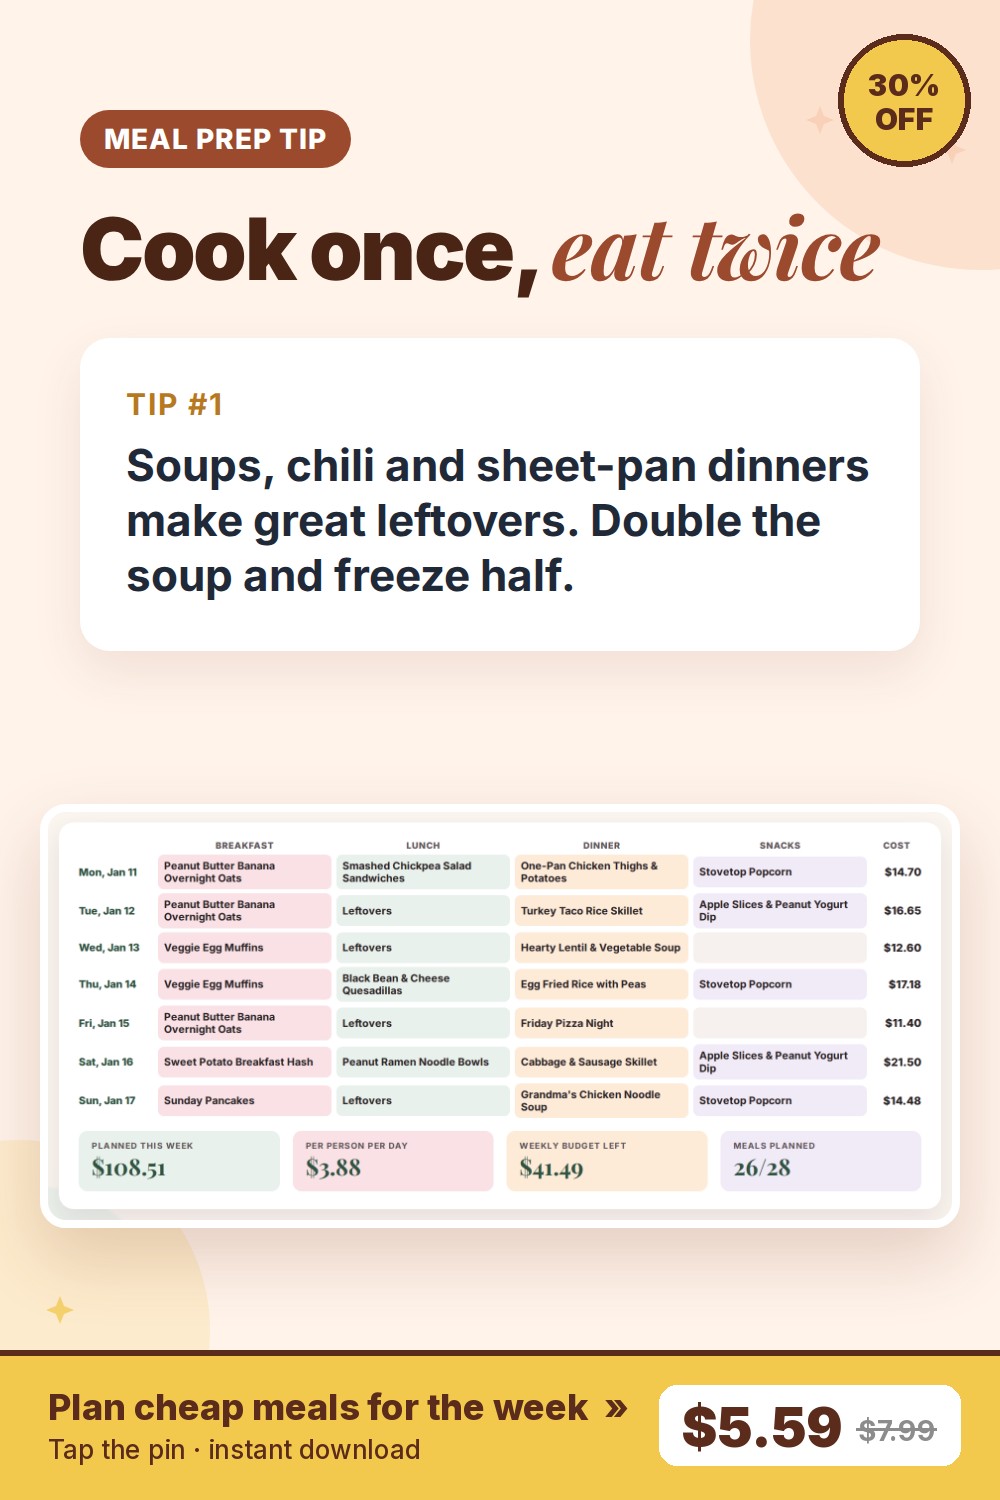 30%
OFF
MEAL PREP TIP
Cook once, eat twice
TIP #1
Soups, chili and sheet-pan dinners
make great leftovers. Double the
soup and freeze half.
BREAKFAST LUNCH DINNER SNACKS COST
Mon, Jan 11 Peanut Butter Banana Overnight Oats Smashed Chickpea Salad Sandwiches One-Pan Chicken Thighs & Potatoes Stovetop Popcorn $14.70
Tue, Jan 12 Peanut Butter Banana Overnight Oats Leftovers Turkey Taco Rice Skillet Apple Slices & Peanut Yogurt Dip $16.65
Wed, Jan 13 Veggie Egg Muffins Leftovers Hearty Lentil & Vegetable Soup $12.60
Thu, Jan 14 Veggie Egg Muffins Black Bean & Cheese Quesadillas Egg Fried Rice with Peas Stovetop Popcorn $17.18
Fri, Jan 15 Peanut Butter Banana Overnight Oats Leftovers Friday Pizza Night $11.40
Sat, Jan 16 Sweet Potato Breakfast Hash Peanut Ramen Noodle Bowls Cabbage & Sausage Skillet Apple Slices & Peanut Yogurt Dip $21.50
Sun, Jan 17 Sunday Pancakes Leftovers Grandma's Chicken Noodle Soup Stovetop Popcorn $14.48
PLANNED THIS WEEK PER PERSON PER DAY WEEKLY BUDGET LEFT MEALS PLANNED
$108.51 $3.88 $41.49 26/28
Plan cheap meals for the week »
Tap the pin · instant download
$5.59 $7.99